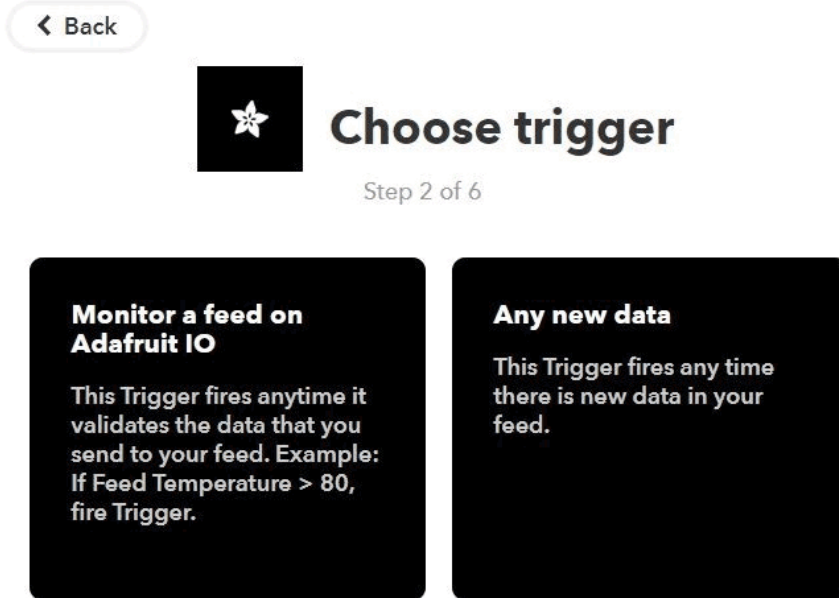 Back
Choose trigger
Step 2 of 6
Monitor a feed on
Adafruit IO
This Trigger fires anytime it
validates the data that you
send to your feed. Example:
If Feed Temperature > 80,
fire Trigger.
Any new data
This Trigger fires any time
there is new data in your
feed.